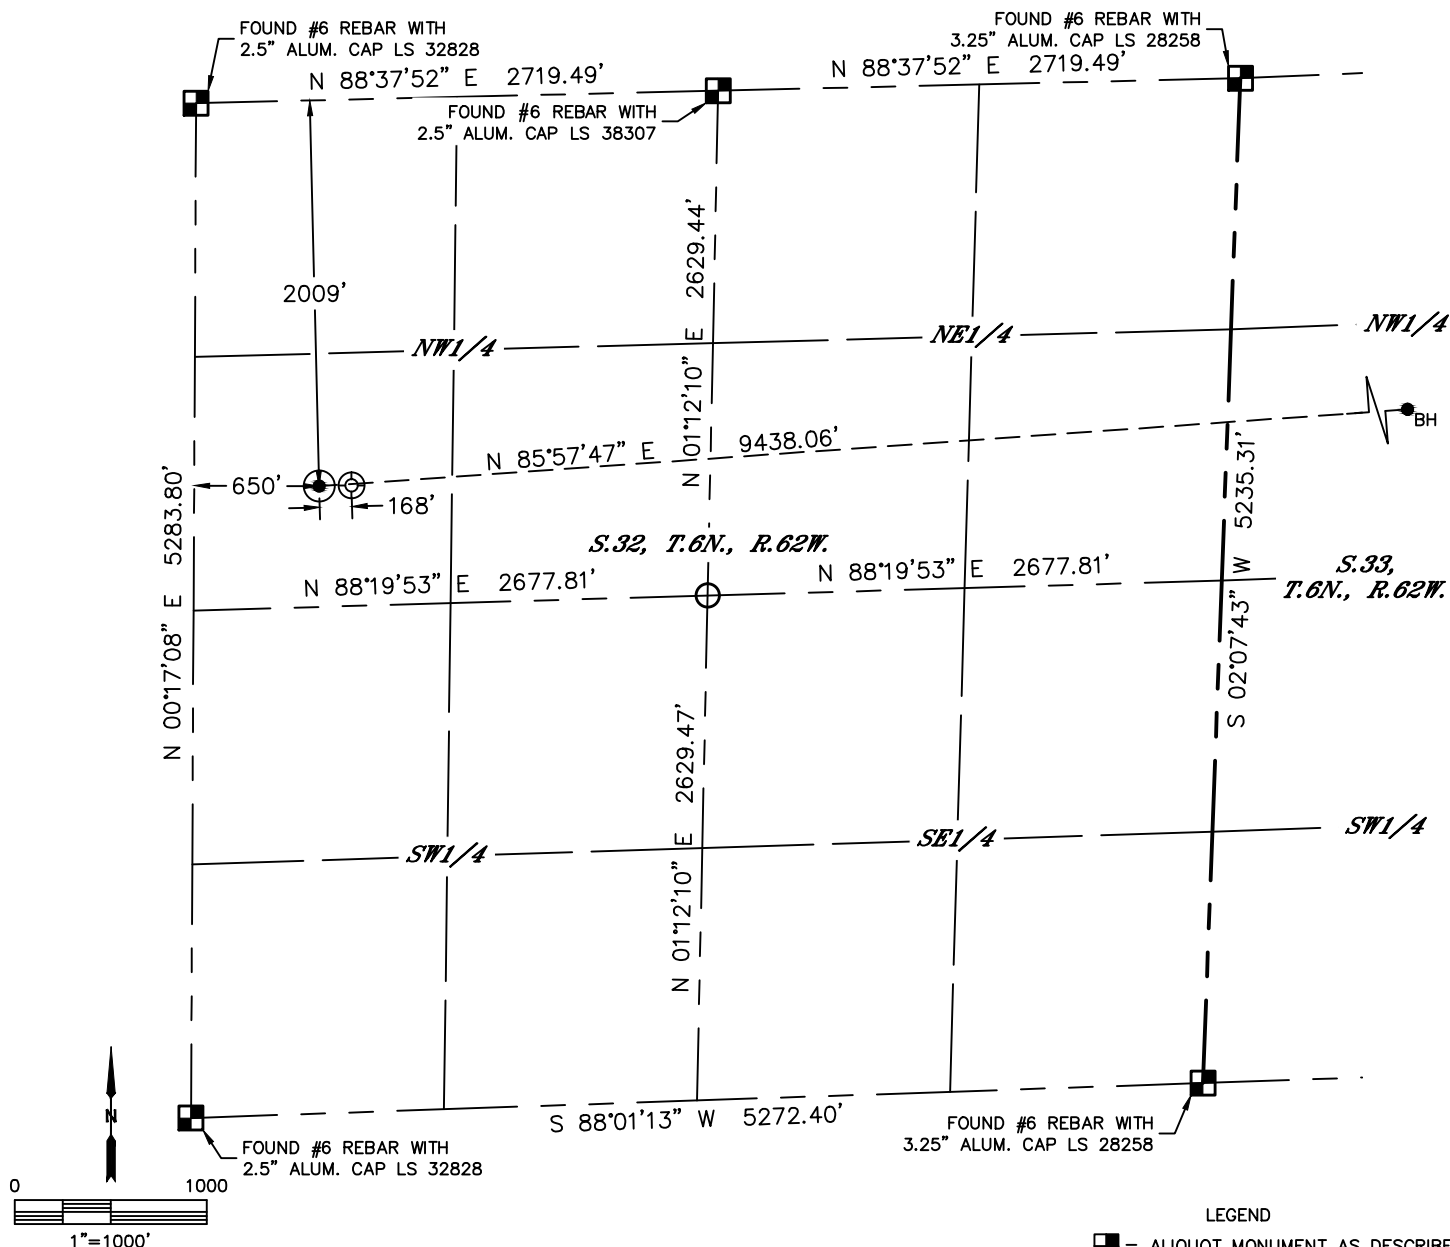 FOUND #6 REBAR WITH
2.5" ALUM. CAP LS 32828
FOUND #6 REBAR WITH
3.25" ALUM. CAP LS 28258
N 88°37'52" E 2719.49'
N 88°37'52" E 2719.49'
FOUND #6 REBAR WITH
2.5" ALUM. CAP LS 38307
2009'
N 01°12'10" E 2629.44'
NW1/4
NE1/4
NW1/4
BH
N 85°57'47" E 9438.06'
650'
168'
N 00°17'08" E 5283.80'
S.32, T.6N., R.62W.
S 02°07'43" W 5235.31'
N 88°19'53" E 2677.81'
N 88°19'53" E 2677.81'
S.33,
T.6N., R.62W.
N 01°12'10" E 2629.47'
SW1/4
SE1/4
SW1/4
S 88°01'13" W 5272.40'
FOUND #6 REBAR WITH
2.5" ALUM. CAP LS 32828
FOUND #6 REBAR WITH
3.25" ALUM. CAP LS 28258
N
0 1000
1"=1000'
LEGEND
= ALIQUOT MONUMENT AS DESCRIBE